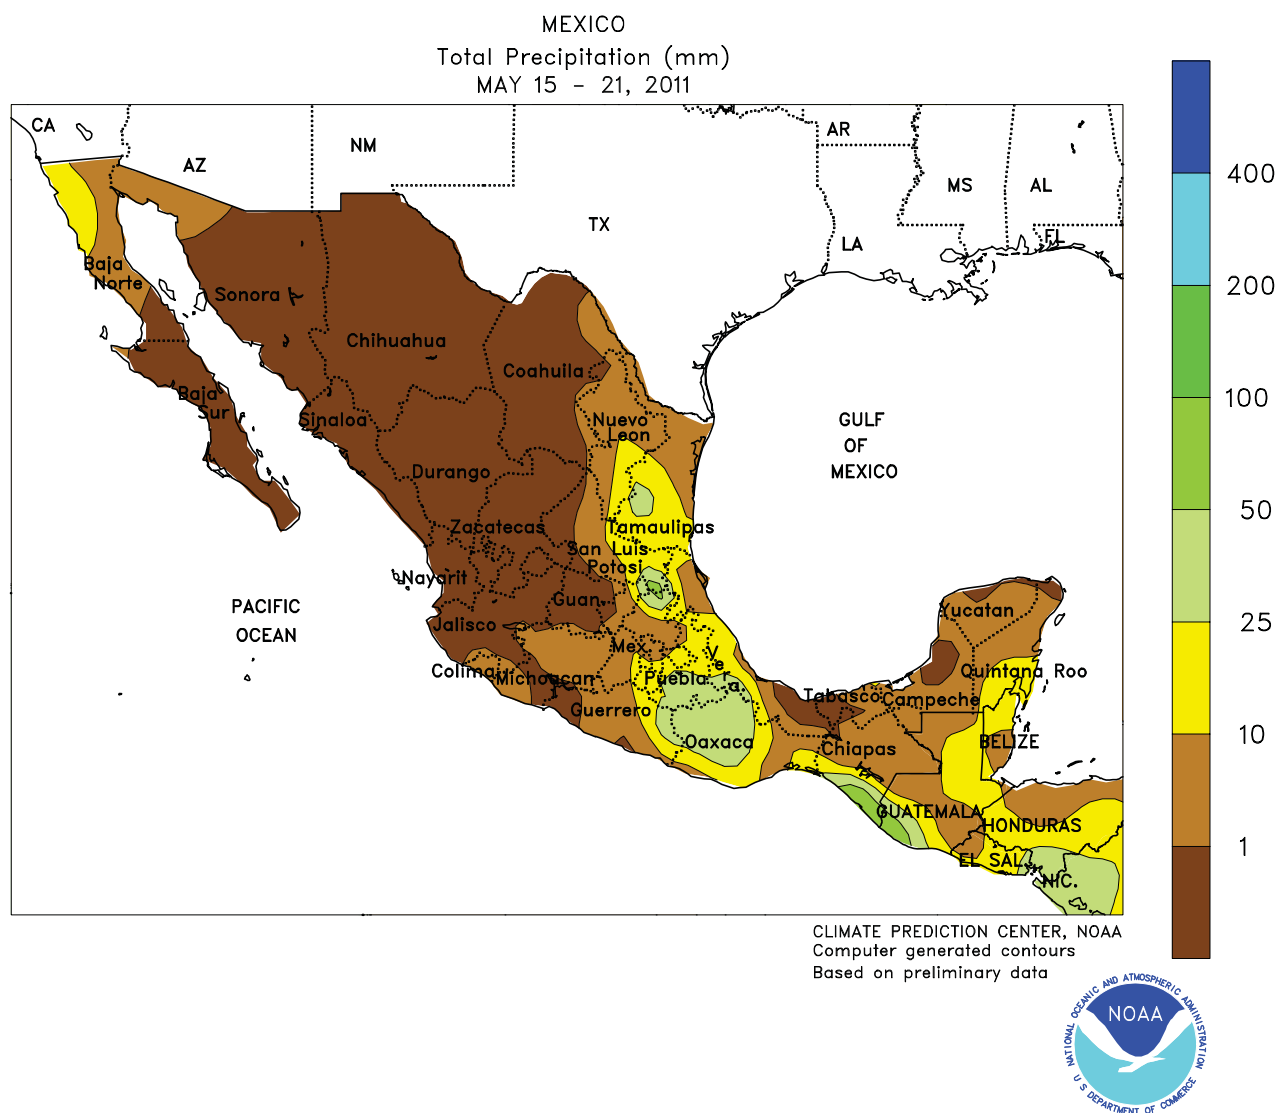 MEXICO
Total Precipitation (mm)
MAY 15 - 21, 2011
CA
AZ
NM
TX
AR
MS
AL
LA
FL
400
200
100
50
25
10
1
Baja
Norte
Sonora
Chihuahua
Coahuila
Baja
Sur
Sinaloa
Nuevo
Leon
Durango
Zacatecas
Tamaulipas
San Luis
Potosi
Nayarit
Guan.
Jalisco
Mex.
Colima
Michoacan
Puebla
Vera.
Guerrero
Oaxaca
Tabasco
Campeche
Chiapas
Yucatan
Quintana Roo
BELIZE
GUATEMALA
HONDURAS
EL SAL.
NIC.
GULF
OF
MEXICO
PACIFIC
OCEAN
CLIMATE PREDICTION CENTER, NOAA
Computer generated contours
Based on preliminary data
NATIONAL OCEANIC AND ATMOSPHERIC ADMINISTRATION
NOAA
U S DEPARTMENT OF COMMERCE